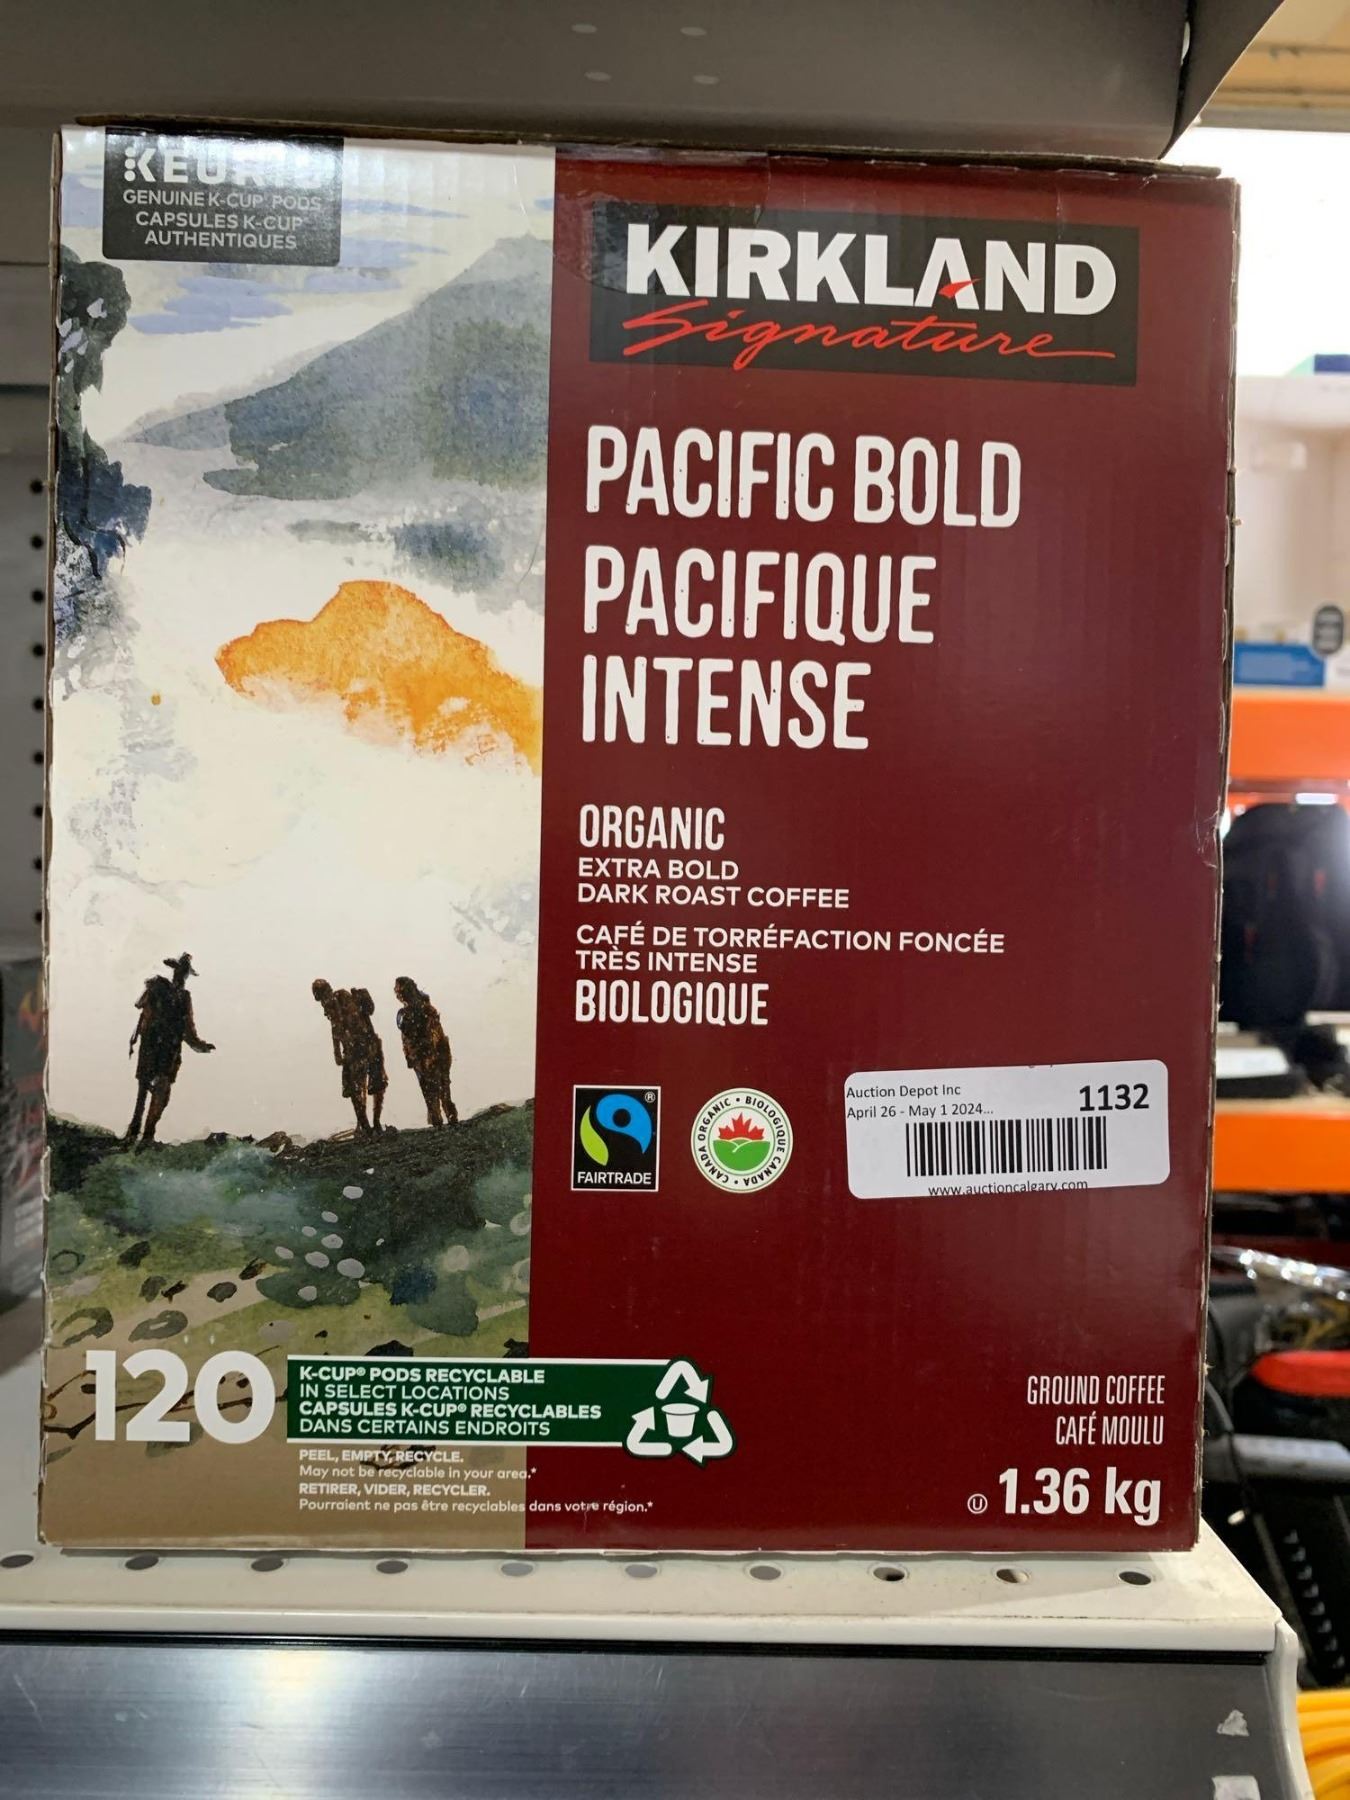 KEURIG
GENUINE K-CUP® PODS
CAPSULES K-CUP®
AUTHENTIQUES
KIRKLAND
Signature
PACIFIC BOLD
PACIFIQUE
INTENSE
ORGANIC
EXTRA BOLD
DARK ROAST COFFEE
CAFÉ DE TORRÉFACTION FONCÉE
TRÈS INTENSE
BIOLOGIQUE
FAIRTRADE
®
CANADA ORGANIC • BIOLOGIQUE CANADA •
Auction Depot Inc
April 26 - May 1 2024...
1132
www.auctioncalgary.com
120
K-CUP® PODS RECYCLABLE
IN SELECT LOCATIONS
CAPSULES K-CUP® RECYCLABLES
DANS CERTAINS ENDROITS
PEEL, EMPTY, RECYCLE.
May not be recyclable in your area.*
RETIRER, VIDER, RECYCLER.
Pourraient ne pas être recyclables dans votre région.*
GROUND COFFEE
CAFÉ MOULU
Ⓤ 1.36 kg